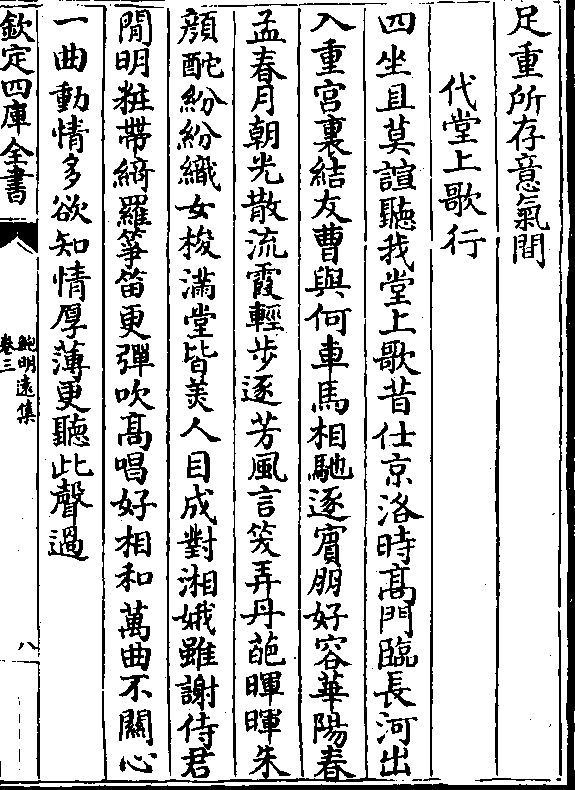 足重所存意氣間
代堂上歌行
四坐且莫諠聽我堂上歌昔仕京洛時髙門臨長河出
入重宮裏結友曹與何車馬相馳逐賔朋好容華陽春
孟春月朝光散流霞輕步逐芳風言笑弄丹葩暉暉朱
顔酡紛紛織女梭滿堂皆美人目成對湘娥雖謝侍君
閒明粧帶綺羅箏笛更彈吹髙唱好相和萬曲不關心
一曲動情多欲知情厚薄更聽此聲過
欽定四庫全書
鮑明遠集
卷三
八